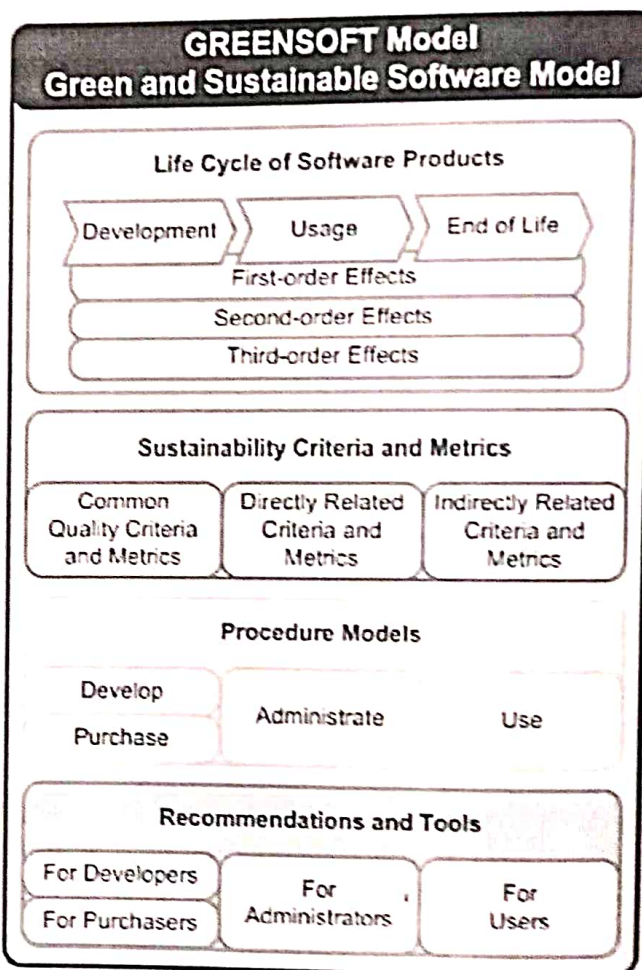 GREENSOFT Model
Green and Sustainable Software Model
Life Cycle of Software Products
Development
Usage
End of Life
First-order Effects
Second-order Effects
Third-order Effects
Sustainability Criteria and Metrics
Common
Quality Criteria
and Metrics
Directly Related
Criteria and
Metrics
Indirectly Related
Criteria and
Metrics
Procedure Models
Develop
Purchase
Administrate
Use
Recommendations and Tools
For Developers
For Purchasers
For
Administrators
For
Users